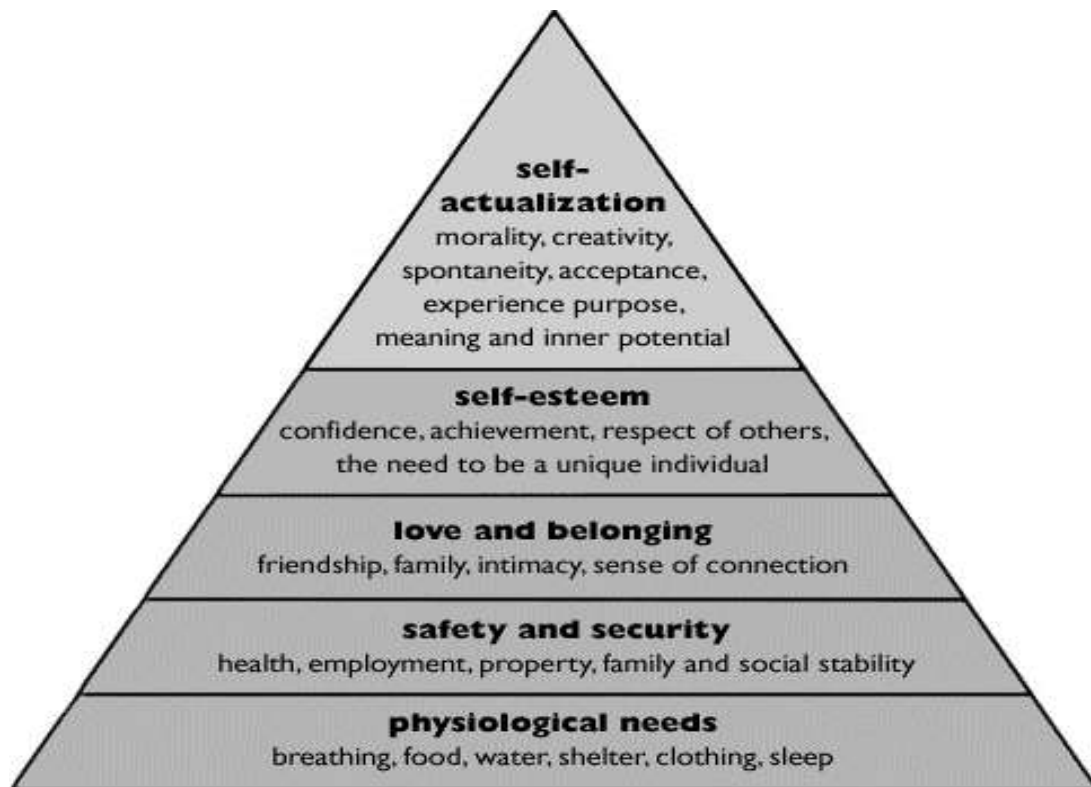 self-
actualization
morality, creativity,
spontaneity, acceptance,
experience purpose,
meaning and inner potential
self-esteem
confidence, achievement, respect of others,
the need to be a unique individual
love and belonging
friendship, family, intimacy, sense of connection
safety and security
health, employment, property, family and social stability
physiological needs
breathing, food, water, shelter, clothing, sleep